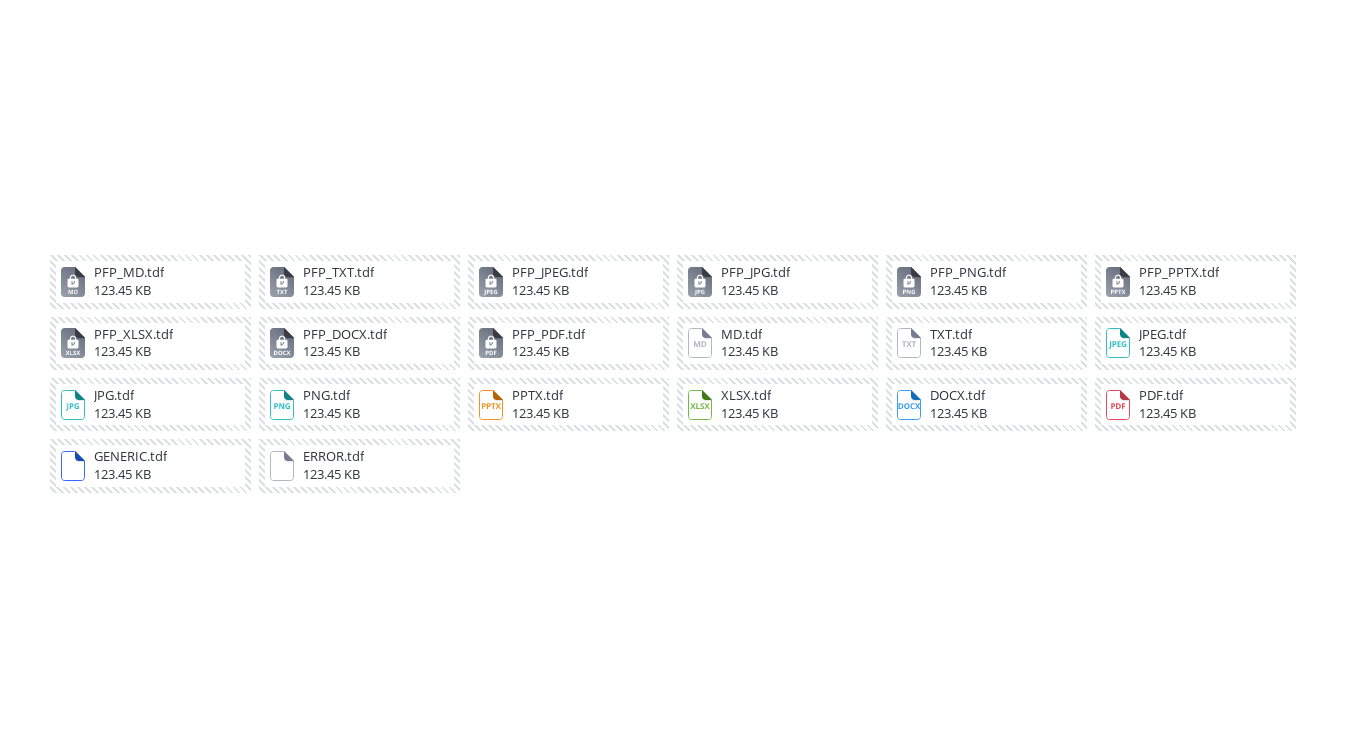 PFP_MD.tdf
MD
123.45 KB
PFP_TXT.tdf
TXT
123.45 KB
PFP_JPEG.tdf
JPEG
123.45 KB
PFP_JPG.tdf
JPG
123.45 KB
PFP_PNG.tdf
PNG
123.45 KB
PFP_PPTX.tdf
PPTX
123.45 KB
PFP_XLSX.tdf
XLSX
123.45 KB
PFP_DOCX.tdf
DOCX
123.45 KB
PFP_PDF.tdf
PDF
123.45 KB
MD.tdf
MD
123.45 KB
TXT.tdf
TXT
123.45 KB
JPEG.tdf
JPEG
123.45 KB
JPG.tdf
JPG
123.45 KB
PNG.tdf
PNG
123.45 KB
PPTX.tdf
PPTX
123.45 KB
XLSX.tdf
XLSX
123.45 KB
DOCX.tdf
DOCX
123.45 KB
PDF.tdf
PDF
123.45 KB
GENERIC.tdf
123.45 KB
ERROR.tdf
123.45 KB